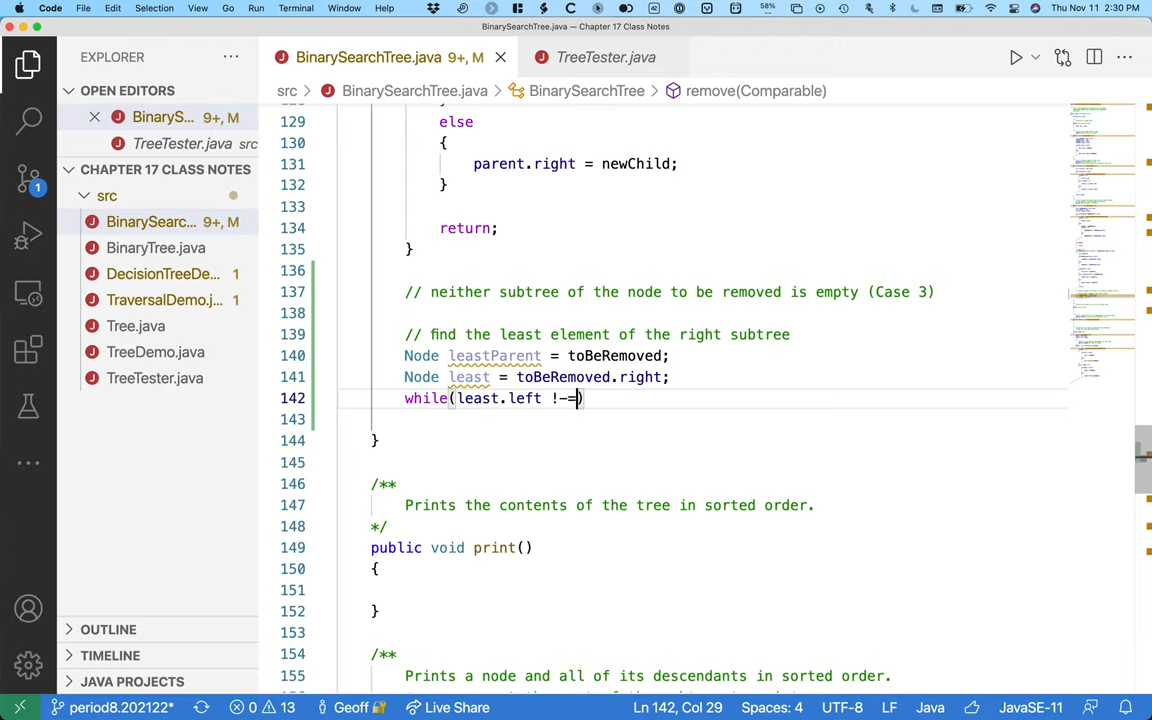 Code File Edit Selection View Go Run Terminal Window Help 58% Thu Nov 11 2:30 PM
BinarySearchTree.java — Chapter 17 Class Notes
EXPLORER
BinarySearchTree.java 9+, M
TreeTester.java
OPEN EDITORS
src > BinarySearchTree.java > BinarySearchTree > remove(Comparable)
BinaryS... 9+, M
TreeTester.java src
CHAPTER 17 CLASS NOTES
src
BinarySearc... 9+, M
BinaryTree.java
DecisionTreeDe... 1
TraversalDemo.j... 1
Tree.java
TreeDemo.java
TreeTester.java
OUTLINE
TIMELINE
JAVA PROJECTS
1
129 else
130 {
131 parent.right = newChild;
132 }
133
134 return;
135 }
136
137 // neither subtree of the node to be removed is empty (Case 3)
138
139 // find the least element of the right subtree
140 Node leastParent = toBeRemoved;
141 Node least = toBeRemoved.right;
142 while(least.left !-=)
143
144 }
145
146 /**
147 Prints the contents of the tree in sorted order.
148 */
149 public void print()
150 {
151
152 }
153
154 /**
155 Prints a node and all of its descendants in sorted order.
period8.202122* 0 13 Geoff Live Share Ln 142, Col 29 Spaces: 4 UTF-8 LF Java JavaSE-11